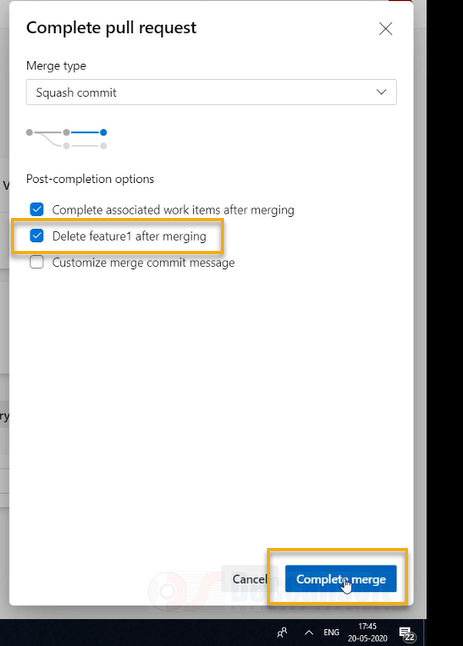 Complete pull request
Merge type
Squash commit
Post-completion options
Complete associated work items after merging
Delete feature1 after merging
Customize merge commit message
ry
Cancel
Complete merge
ENG
17:45
20-05-2020
22